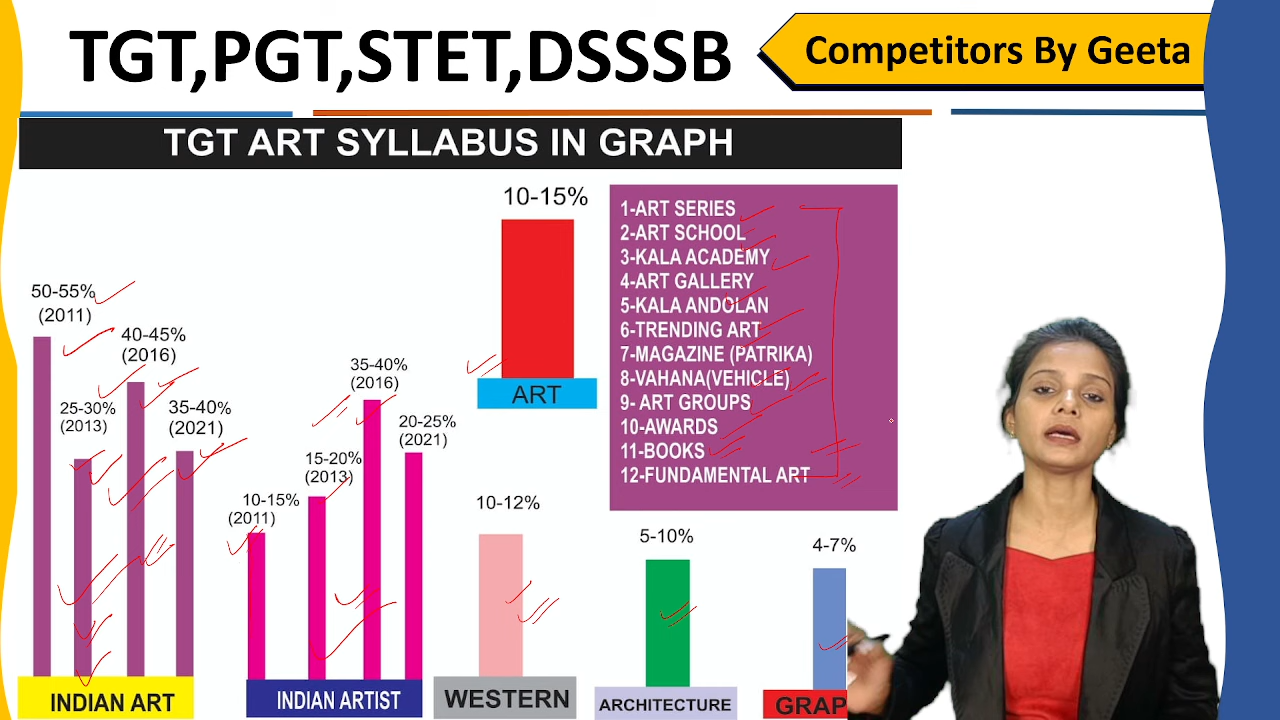 TGT,PGT,STET,DSSSB
Competitors By Geeta
TGT ART SYLLABUS IN GRAPH
10-15%
ART
1-ART SERIES
2-ART SCHOOL
3-KALA ACADEMY
4-ART GALLERY
5-KALA ANDOLAN
6-TRENDING ART
7-MAGAZINE (PATRIKA)
8-VAHANA(VEHICLE)
9- ART GROUPS
10-AWARDS
11-BOOKS
12-FUNDAMENTAL ART
50-55%
(2011)
25-30%
(2013)
40-45%
(2016)
35-40%
(2021)
INDIAN ART
10-15%
(2011)
15-20%
(2013)
35-40%
(2016)
20-25%
(2021)
INDIAN ARTIST
10-12%
WESTERN
5-10%
ARCHITECTURE
4-7%
GRAP